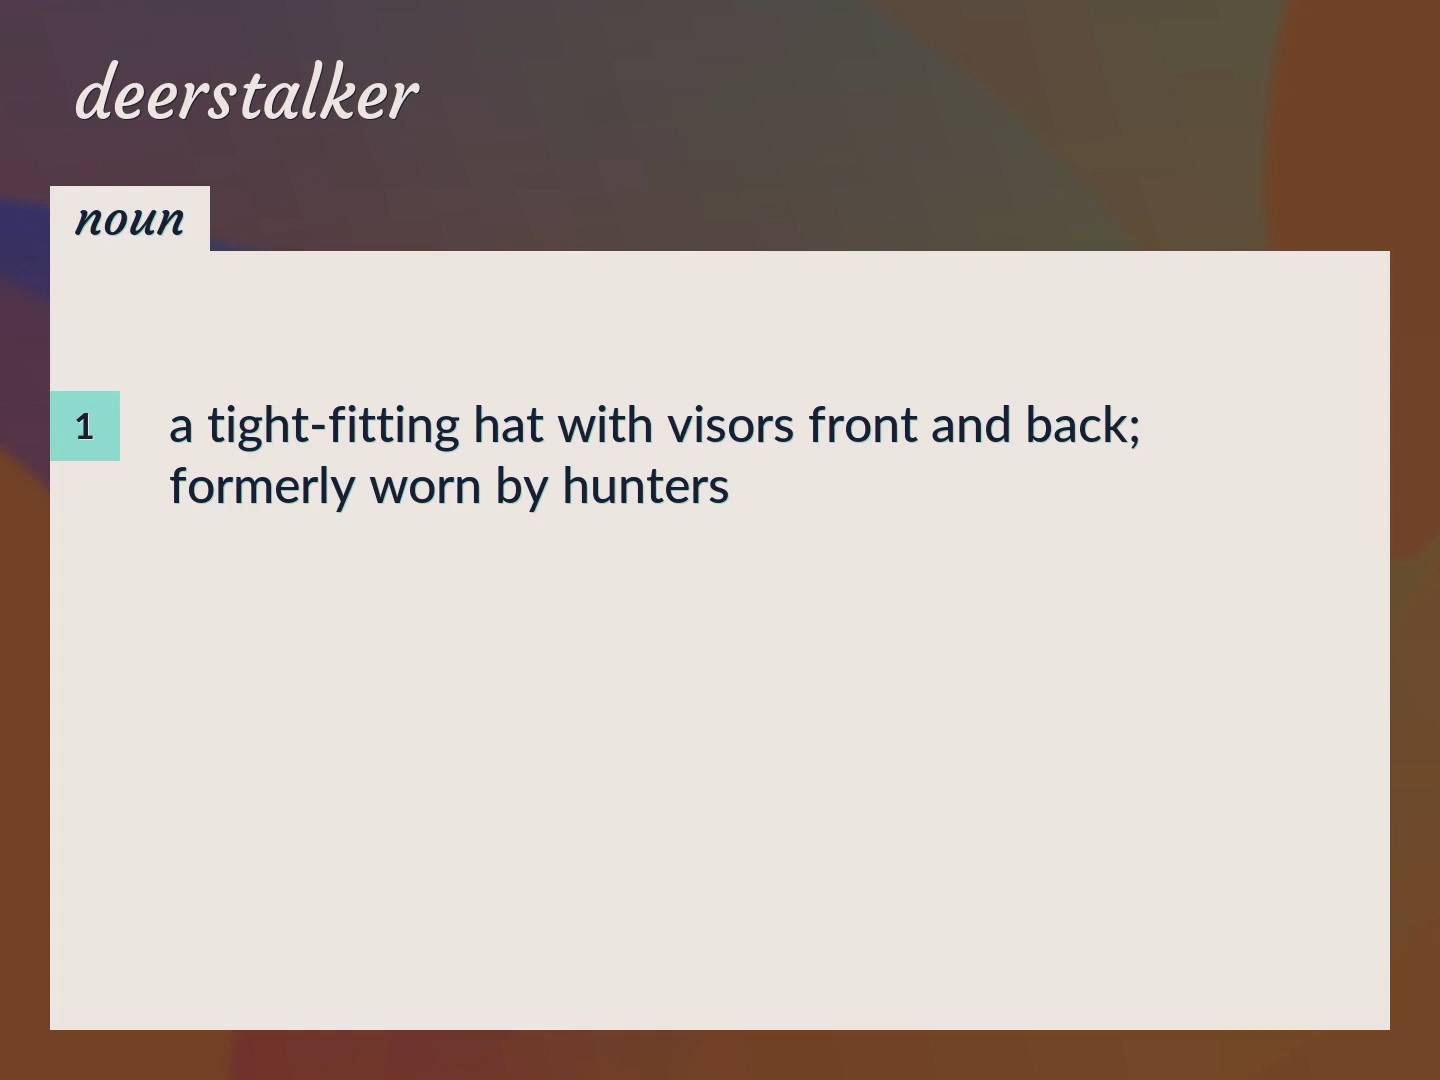 deerstalker
noun
1 a tight-fitting hat with visors front and back;
formerly worn by hunters